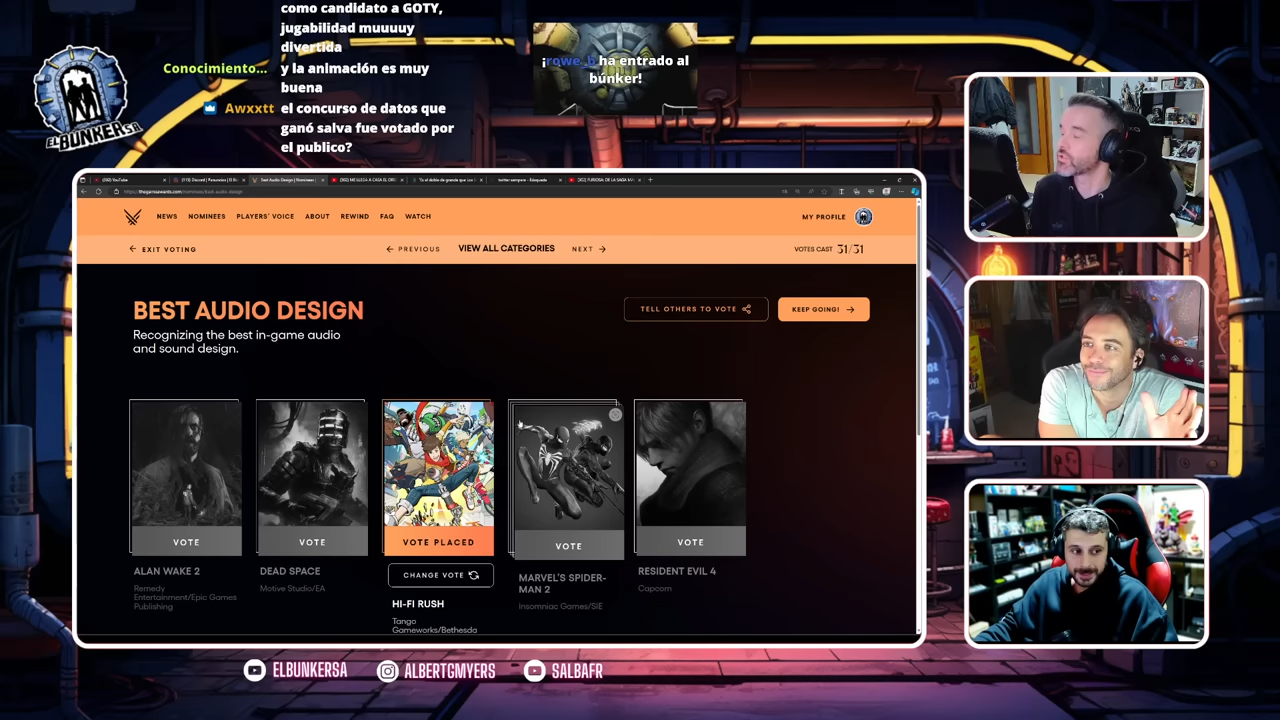 como candidato a GOTY,
jugabilidad muuuuy
divertida
Conocimiento... y la animación es muy
buena
Awxxtt el concurso de datos que
ganó salva fue votado por
el publico?
¡rowe_b ha entrado al
búnker!
ELBUNKERSA
NEWS NOMINEES PLAYERS' VOICE ABOUT REWIND FAQ WATCH MY PROFILE
EXIT VOTING PREVIOUS VIEW ALL CATEGORIES NEXT VOTES CAST 31/31
BEST AUDIO DESIGN
TELL OTHERS TO VOTE KEEP GOING!
Recognizing the best in-game audio
and sound design.
VOTE VOTE VOTE PLACED VOTE VOTE
ALAN WAKE 2
Remedy
Entertainment/Epic Games
Publishing
DEAD SPACE
Motive Studio/EA
CHANGE VOTE
HI-FI RUSH
Tango
Gameworks/Bethesda
MARVEL'S SPIDER-
MAN 2
Insomniac Games/SIE
RESIDENT EVIL 4
Capcom
ELBUNKERSA ALBERTGMYERS SALBAFR